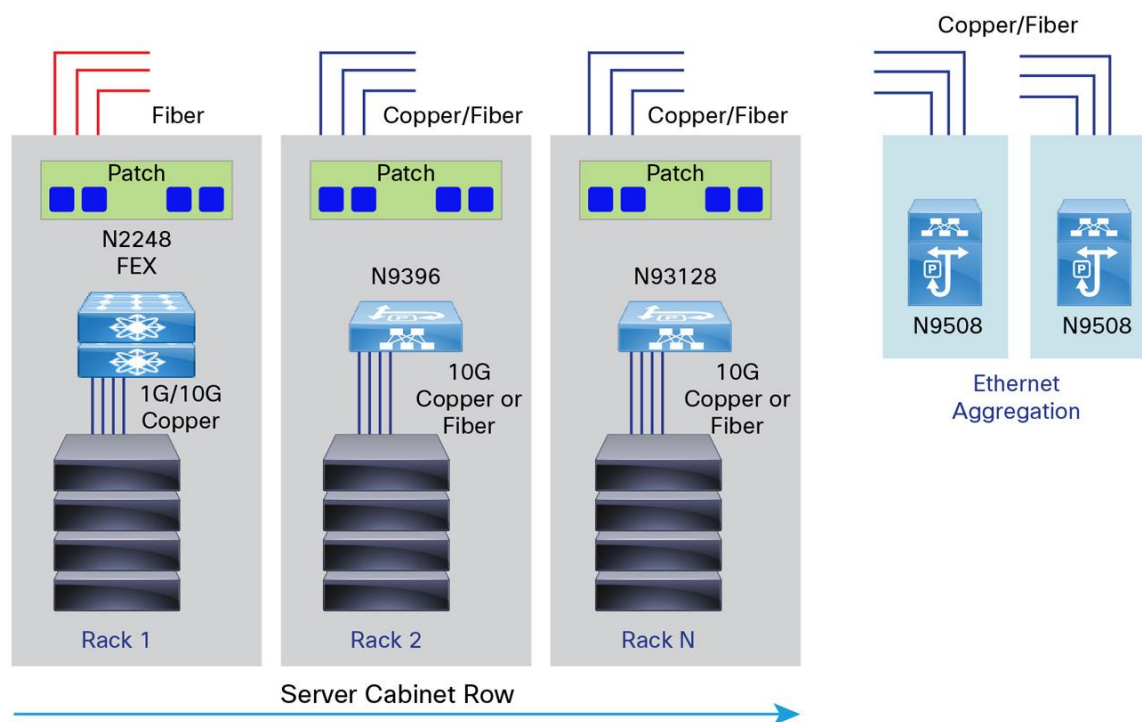 Copper/Fiber
Fiber
Copper/Fiber
Copper/Fiber
Patch
Patch
Patch
N2248
FEX
N9396
N93128
P
P
P
P
N9508
N9508
1G/10G
Copper
10G
Copper or
Fiber
10G
Copper or
Fiber
Ethernet
Aggregation
Rack 1
Rack 2
Rack N
Server Cabinet Row